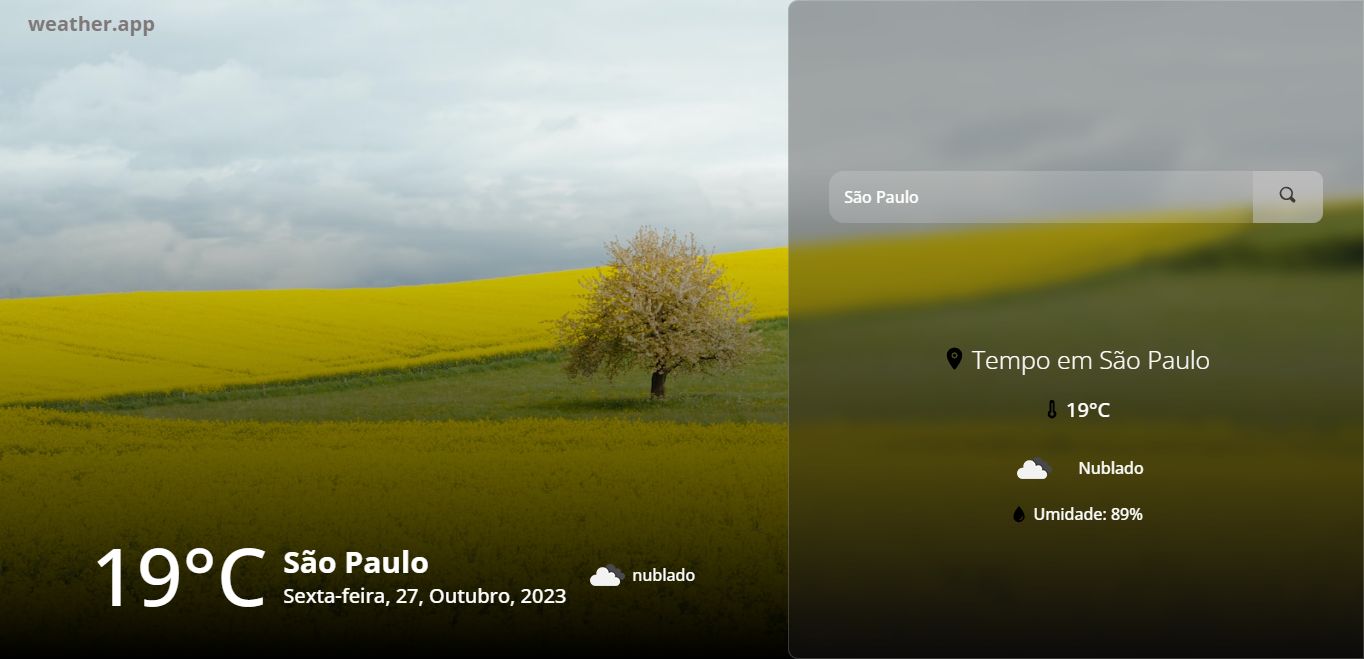 weather.app
São Paulo
Tempo em São Paulo
19°C
Nublado
Umidade: 89%
19°C
São Paulo
Sexta-feira, 27, Outubro, 2023
nublado